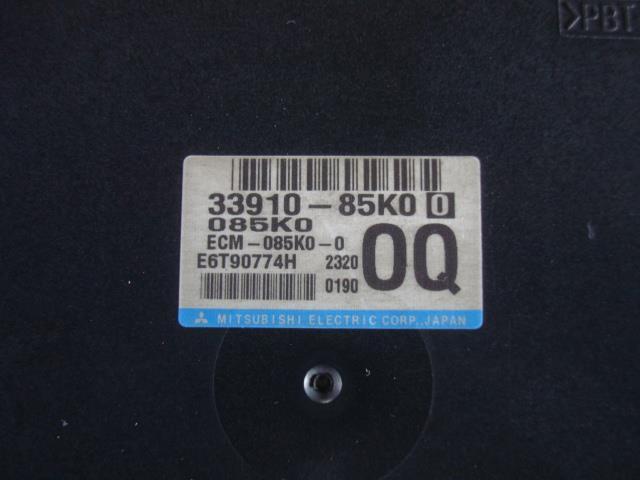 >PBT
33910-85K0 0
085K0
ECM-085K0-0
E6T90774H 2320
0190
0Q
MITSUBISHI ELECTRIC CORP., JAPAN